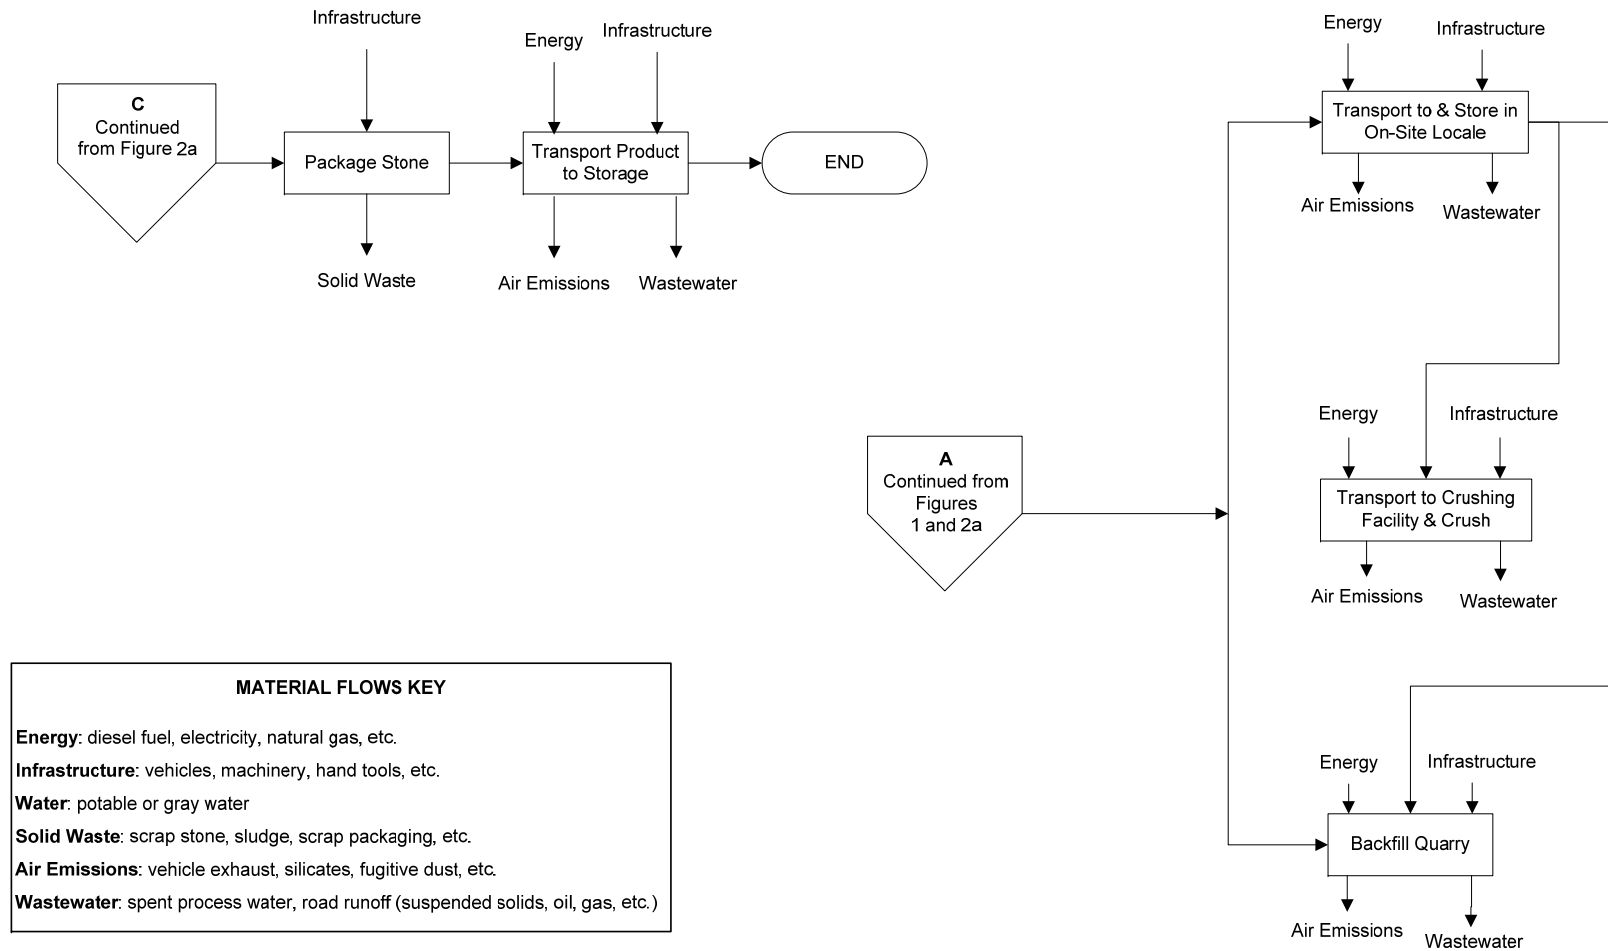 Infrastructure
Energy
Infrastructure
C
Continued
from Figure 2a
Package Stone
Transport Product
to Storage
END
Solid Waste
Air Emissions
Wastewater
Energy
Infrastructure
Transport to & Store in
On-Site Locale
Air Emissions
Wastewater
A
Continued from
Figures
1 and 2a
Energy
Infrastructure
Transport to Crushing
Facility & Crush
Air Emissions
Wastewater
Energy
Infrastructure
Backfill Quarry
Air Emissions
Wastewater
MATERIAL FLOWS KEY
Energy: diesel fuel, electricity, natural gas, etc.
Infrastructure: vehicles, machinery, hand tools, etc.
Water: potable or gray water
Solid Waste: scrap stone, sludge, scrap packaging, etc.
Air Emissions: vehicle exhaust, silicates, fugitive dust, etc.
Wastewater: spent process water, road runoff (suspended solids, oil, gas, etc.)